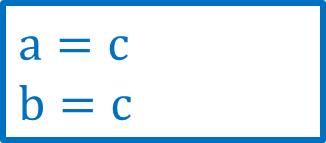 a = c
b = c